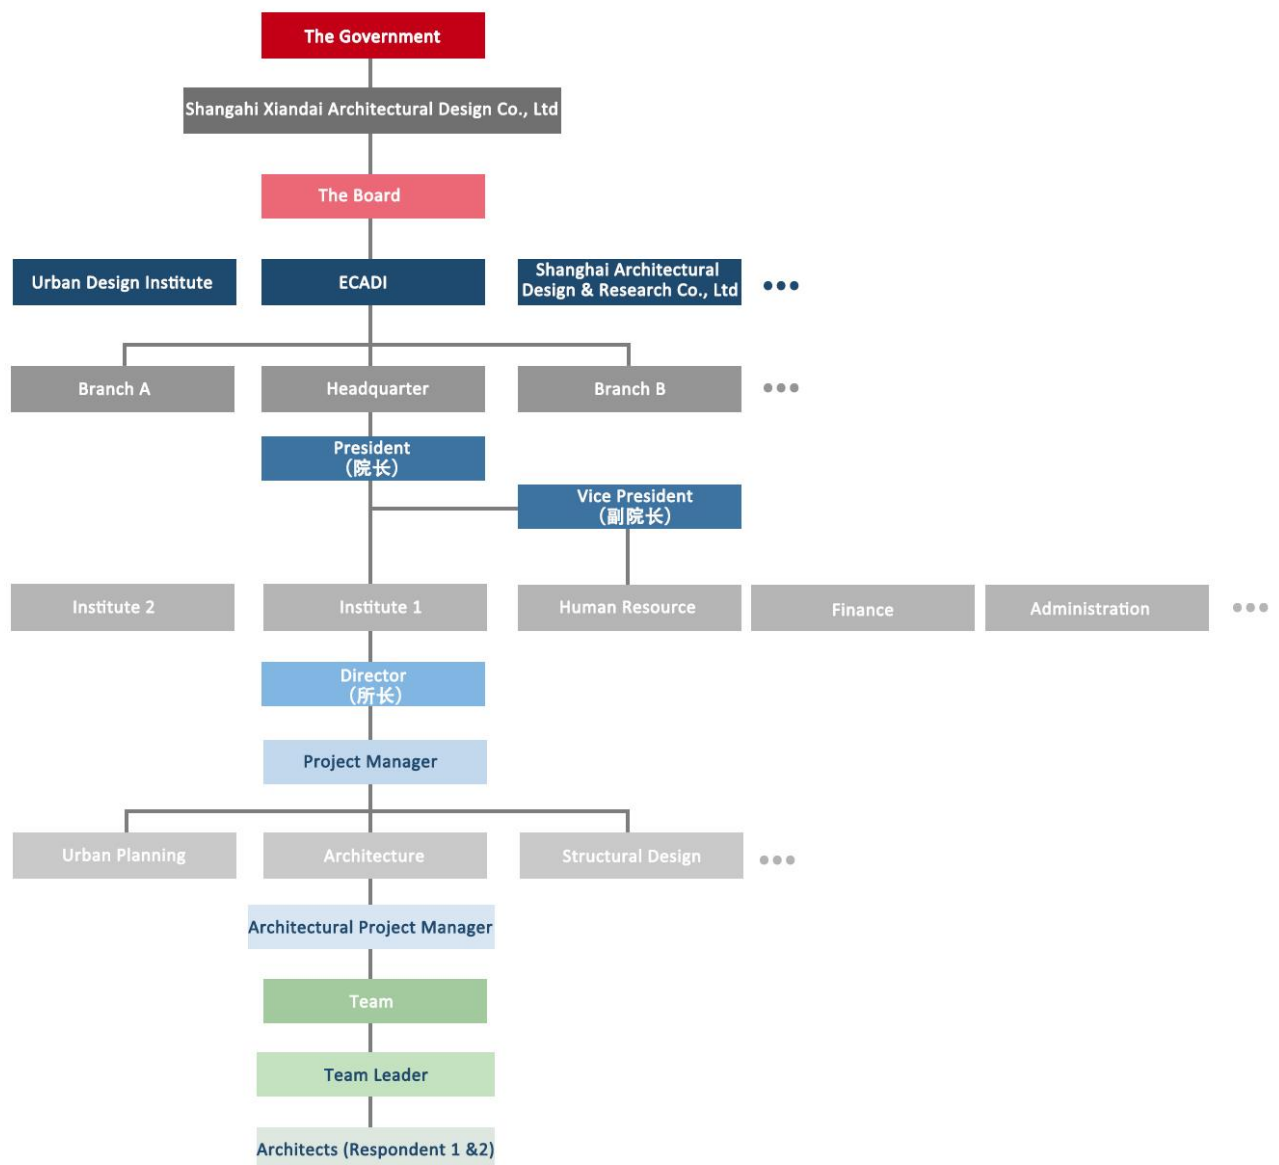 The Government
Shangahi Xiandai Architectural Design Co., Ltd
The Board
Urban Design Institute
ECADI
Shanghai Architectural
Design & Research Co., Ltd
Branch A
Headquarter
Branch B
President
(院长)
Vice President
(副院长)
Institute 2
Institute 1
Human Resource
Finance
Administration
Director
(所长)
Project Manager
Urban Planning
Architecture
Structural Design
Architectural Project Manager
Team
Team Leader
Architects (Respondent 1 &2)